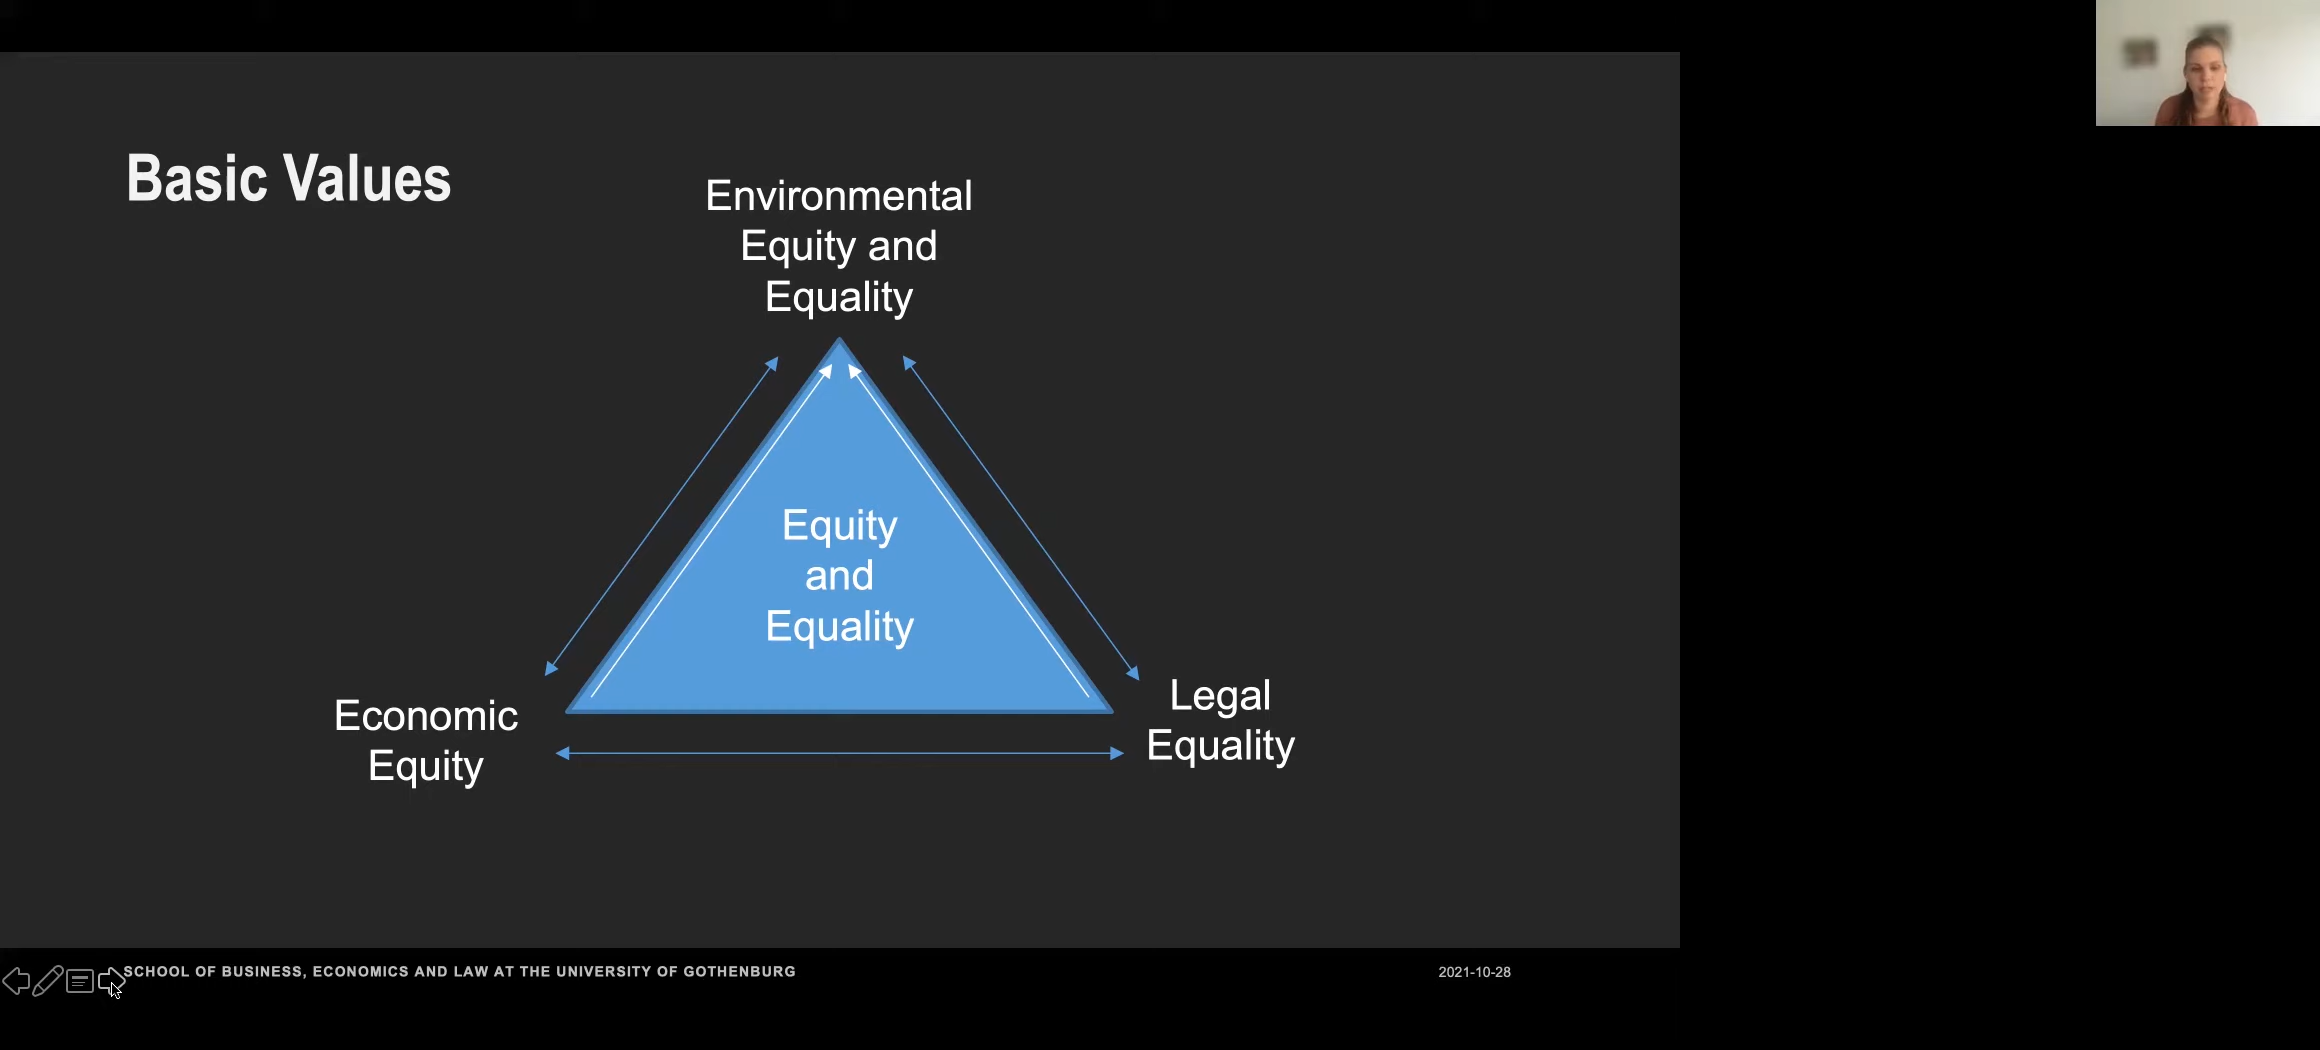 Basic Values
Environmental
Equity and
Equality
Equity
and
Equality
Economic
Equity
Legal
Equality
SCHOOL OF BUSINESS, ECONOMICS AND LAW AT THE UNIVERSITY OF GOTHENBURG
2021-10-28